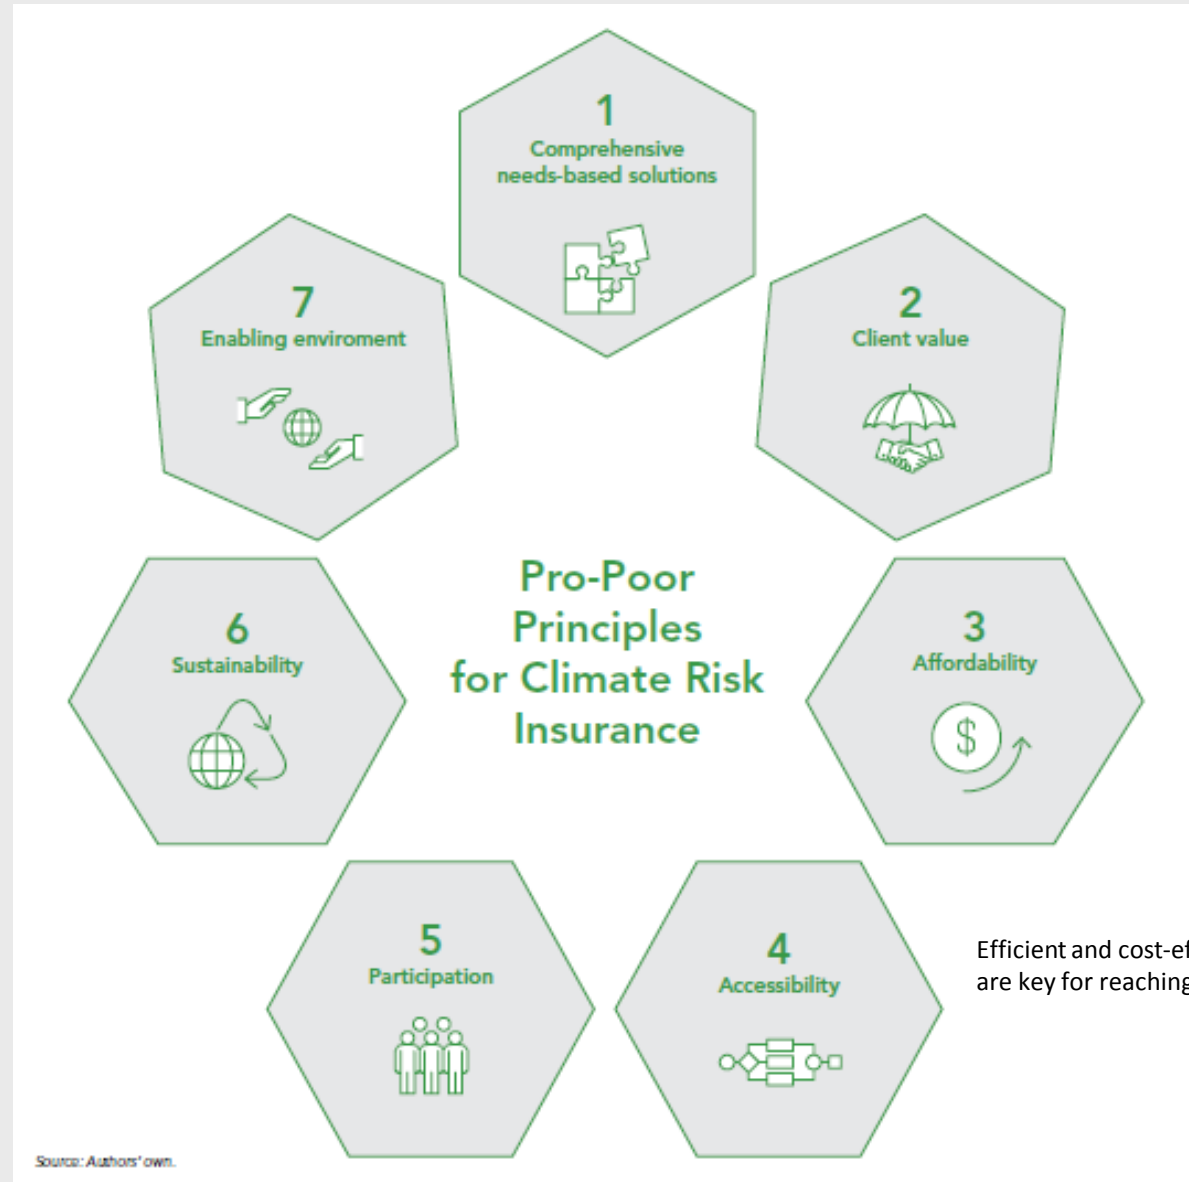 1
Comprehensive
needs-based solutions
7
Enabling enviroment
2
Client value
Pro-Poor
Principles
for Climate Risk
Insurance
6
Sustainability
3
Affordability
$
5
Participation
4
Accessibility
Efficient and cost-ef
are key for reaching
Source: Authors' own.